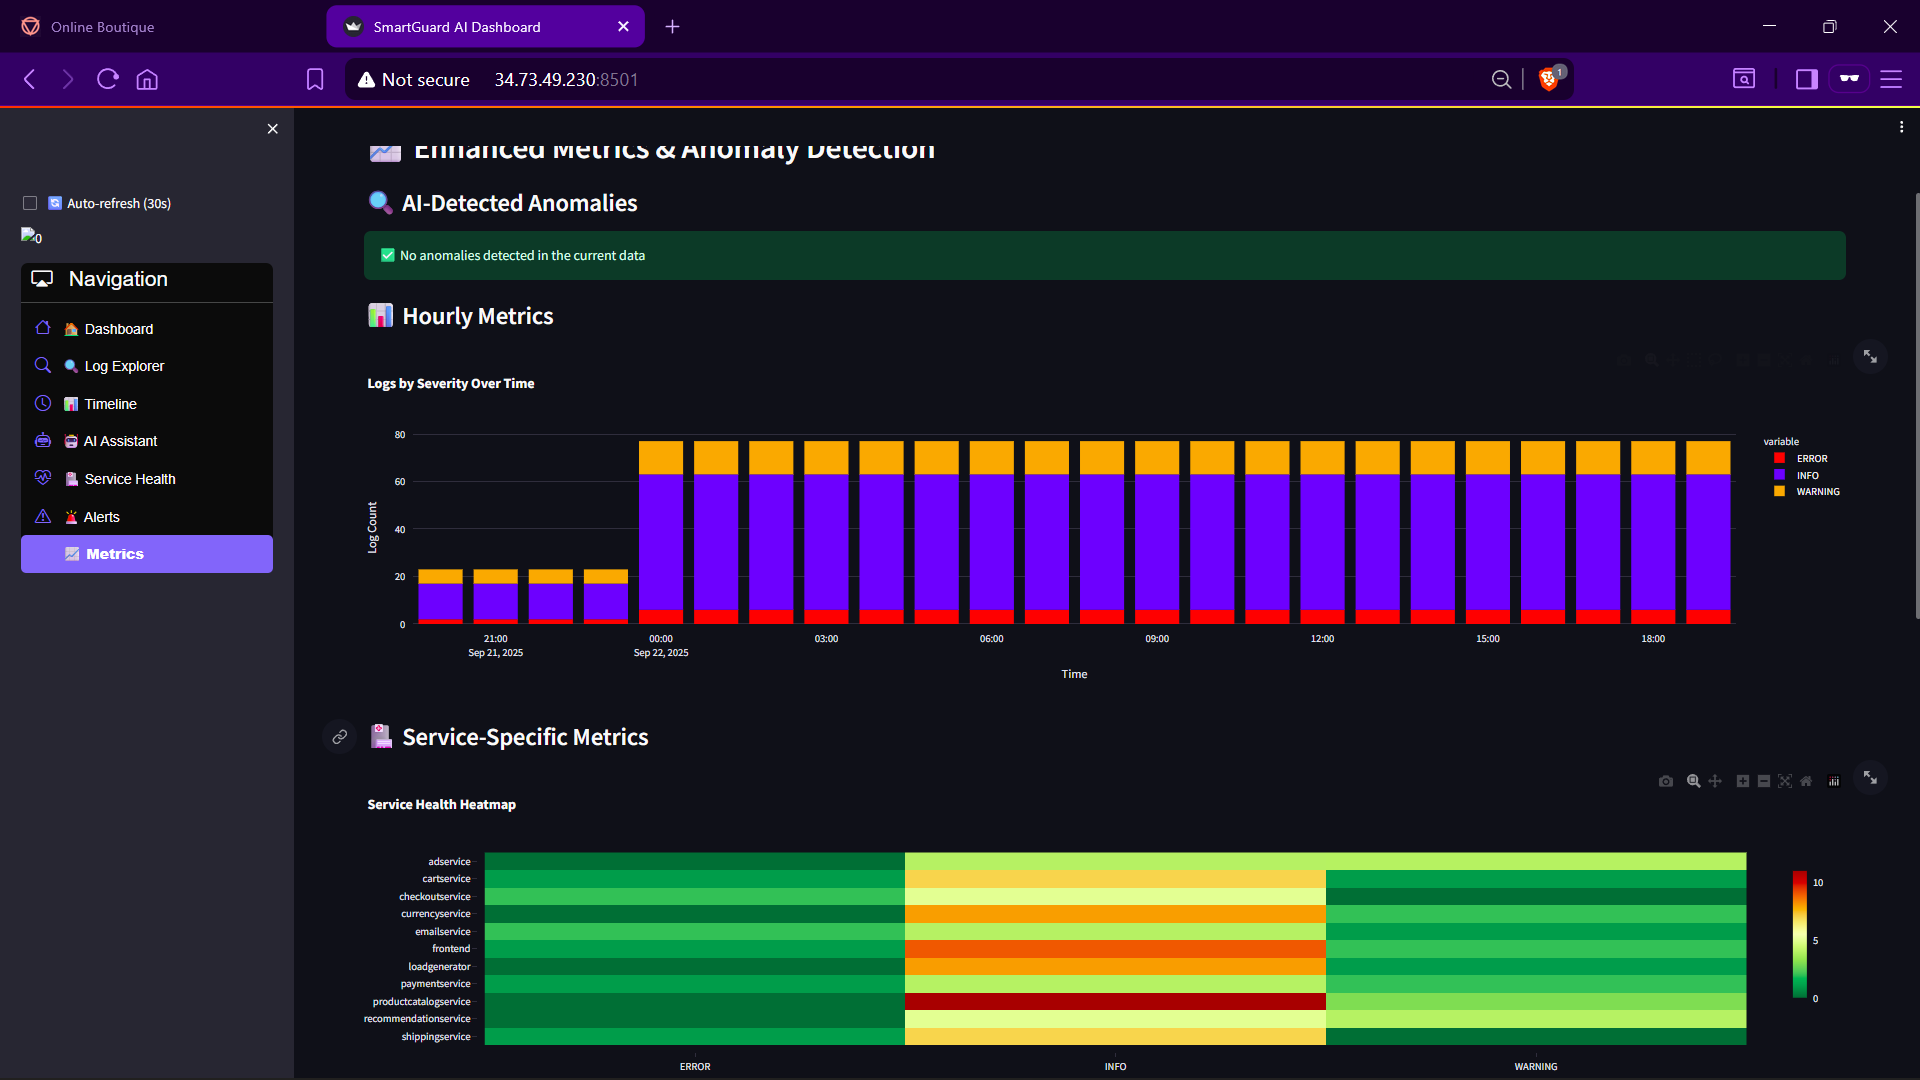 Online Boutique
SmartGuard AI Dashboard
Not secure 34.73.49.230:8501
1
Auto-refresh (30s)
0
Navigation
Dashboard
Log Explorer
Timeline
AI Assistant
Service Health
Alerts
Metrics
Enhanced Metrics & Anomaly Detection
AI-Detected Anomalies
No anomalies detected in the current data
Hourly Metrics
Logs by Severity Over Time
80
60
40
20
0
Log Count
21:00
Sep 21, 2025
00:00
Sep 22, 2025
03:00
06:00
09:00
12:00
15:00
18:00
Time
variable
ERROR
INFO
WARNING
Service-Specific Metrics
Service Health Heatmap
adservice
cartservice
checkoutservice
currencyservice
emailservice
frontend
loadgenerator
paymentservice
productcatalogservice
recommendationservice
shippingservice
ERROR
INFO
WARNING
10
5
0